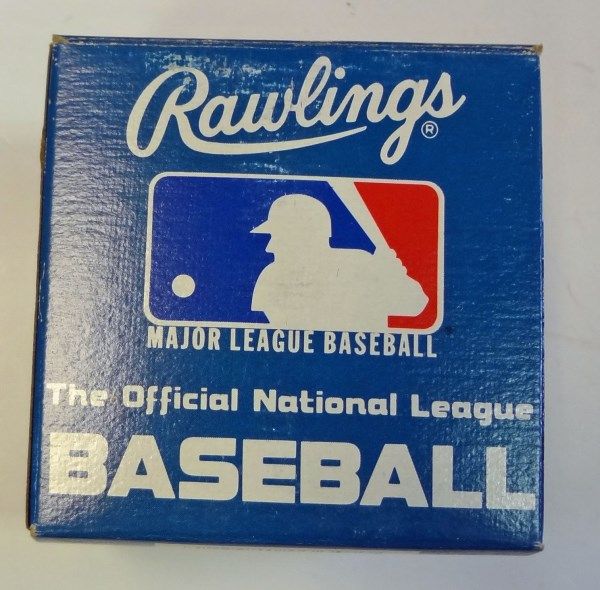 Rawlings®
MAJOR LEAGUE BASEBALL
The Official National League
BASEBALL